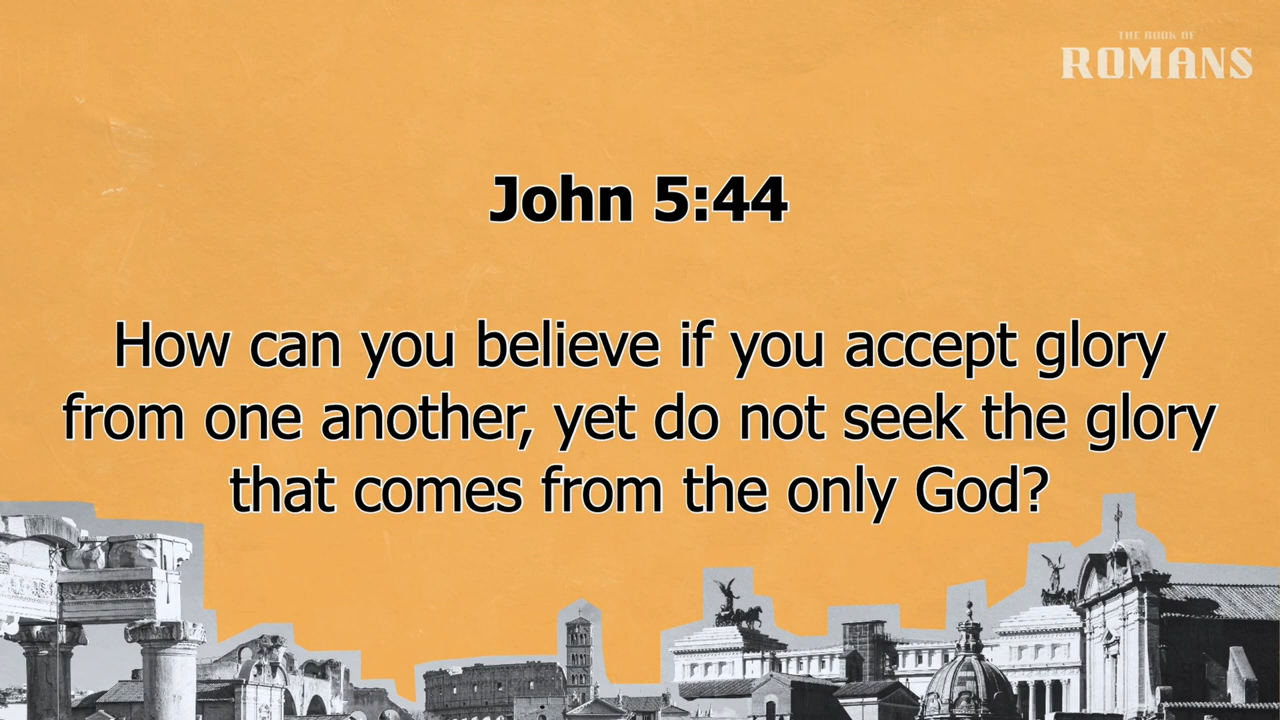 THE BOOK OF
ROMANS
John 5:44
How can you believe if you accept glory
from one another, yet do not seek the glory
that comes from the only God?